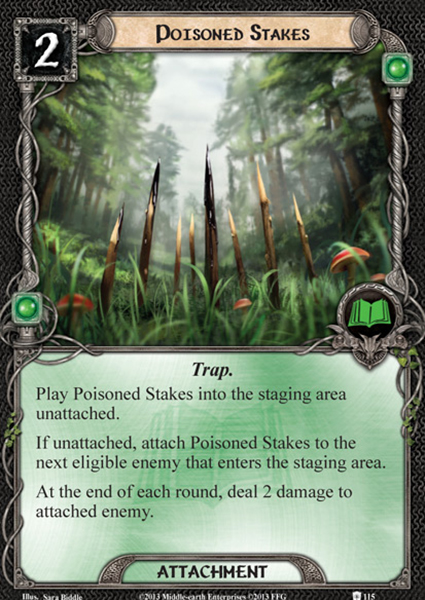 2
POISONED STAKES
Trap.
Play Poisoned Stakes into the staging area
unattached.
If unattached, attach Poisoned Stakes to the
next eligible enemy that enters the staging area.
At the end of each round, deal 2 damage to
attached enemy.
ATTACHMENT
Illus. Sara Biddle ©2013 Middle-earth Enterprises ©2013 FFG 115